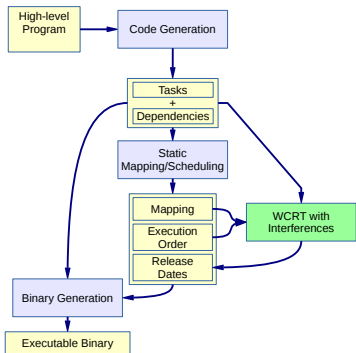 High-level
Program
Code Generation
Tasks
+
Dependencies
Static
Mapping/Scheduling
Mapping
Execution
Order
Release
Dates
WCRT with
Interferences
Binary Generation
Executable Binary